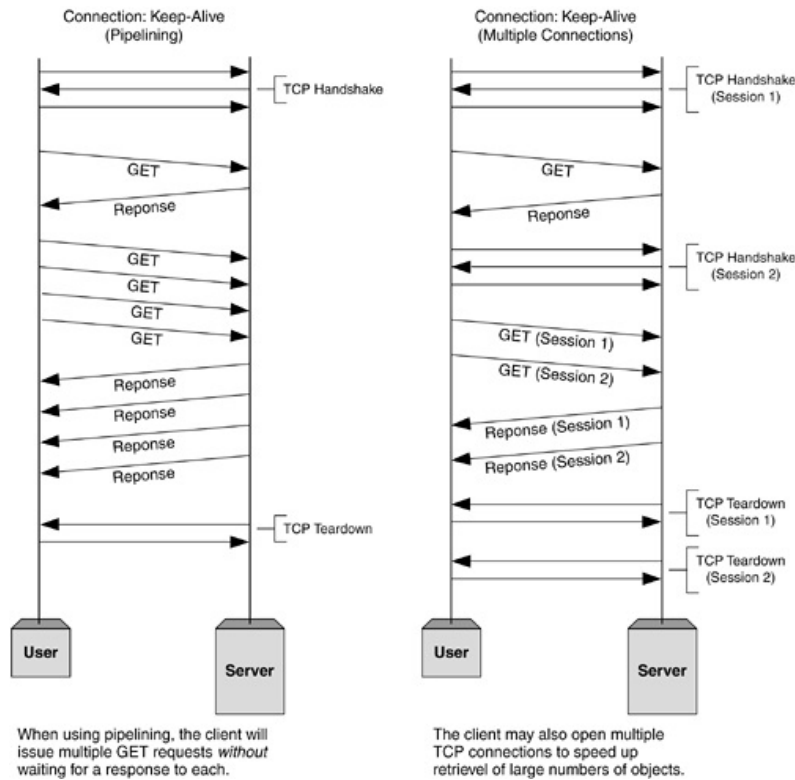 Connection: Keep-Alive
(Pipelining)
TCP Handshake
GET
Reponse
GET
GET
GET
GET
Reponse
Reponse
Reponse
Reponse
TCP Teardown
User
Server
When using pipelining, the client will
issue multiple GET requests without
waiting for a response to each.
Connection: Keep-Alive
(Multiple Connections)
TCP Handshake
(Session 1)
GET
Reponse
TCP Handshake
(Session 2)
GET (Session 1)
GET (Session 2)
Reponse (Session 1)
Reponse (Session 2)
TCP Teardown
(Session 1)
TCP Teardown
(Session 2)
User
Server
The client may also open multiple
TCP connections to speed up
retrievel of large numbers of objects.